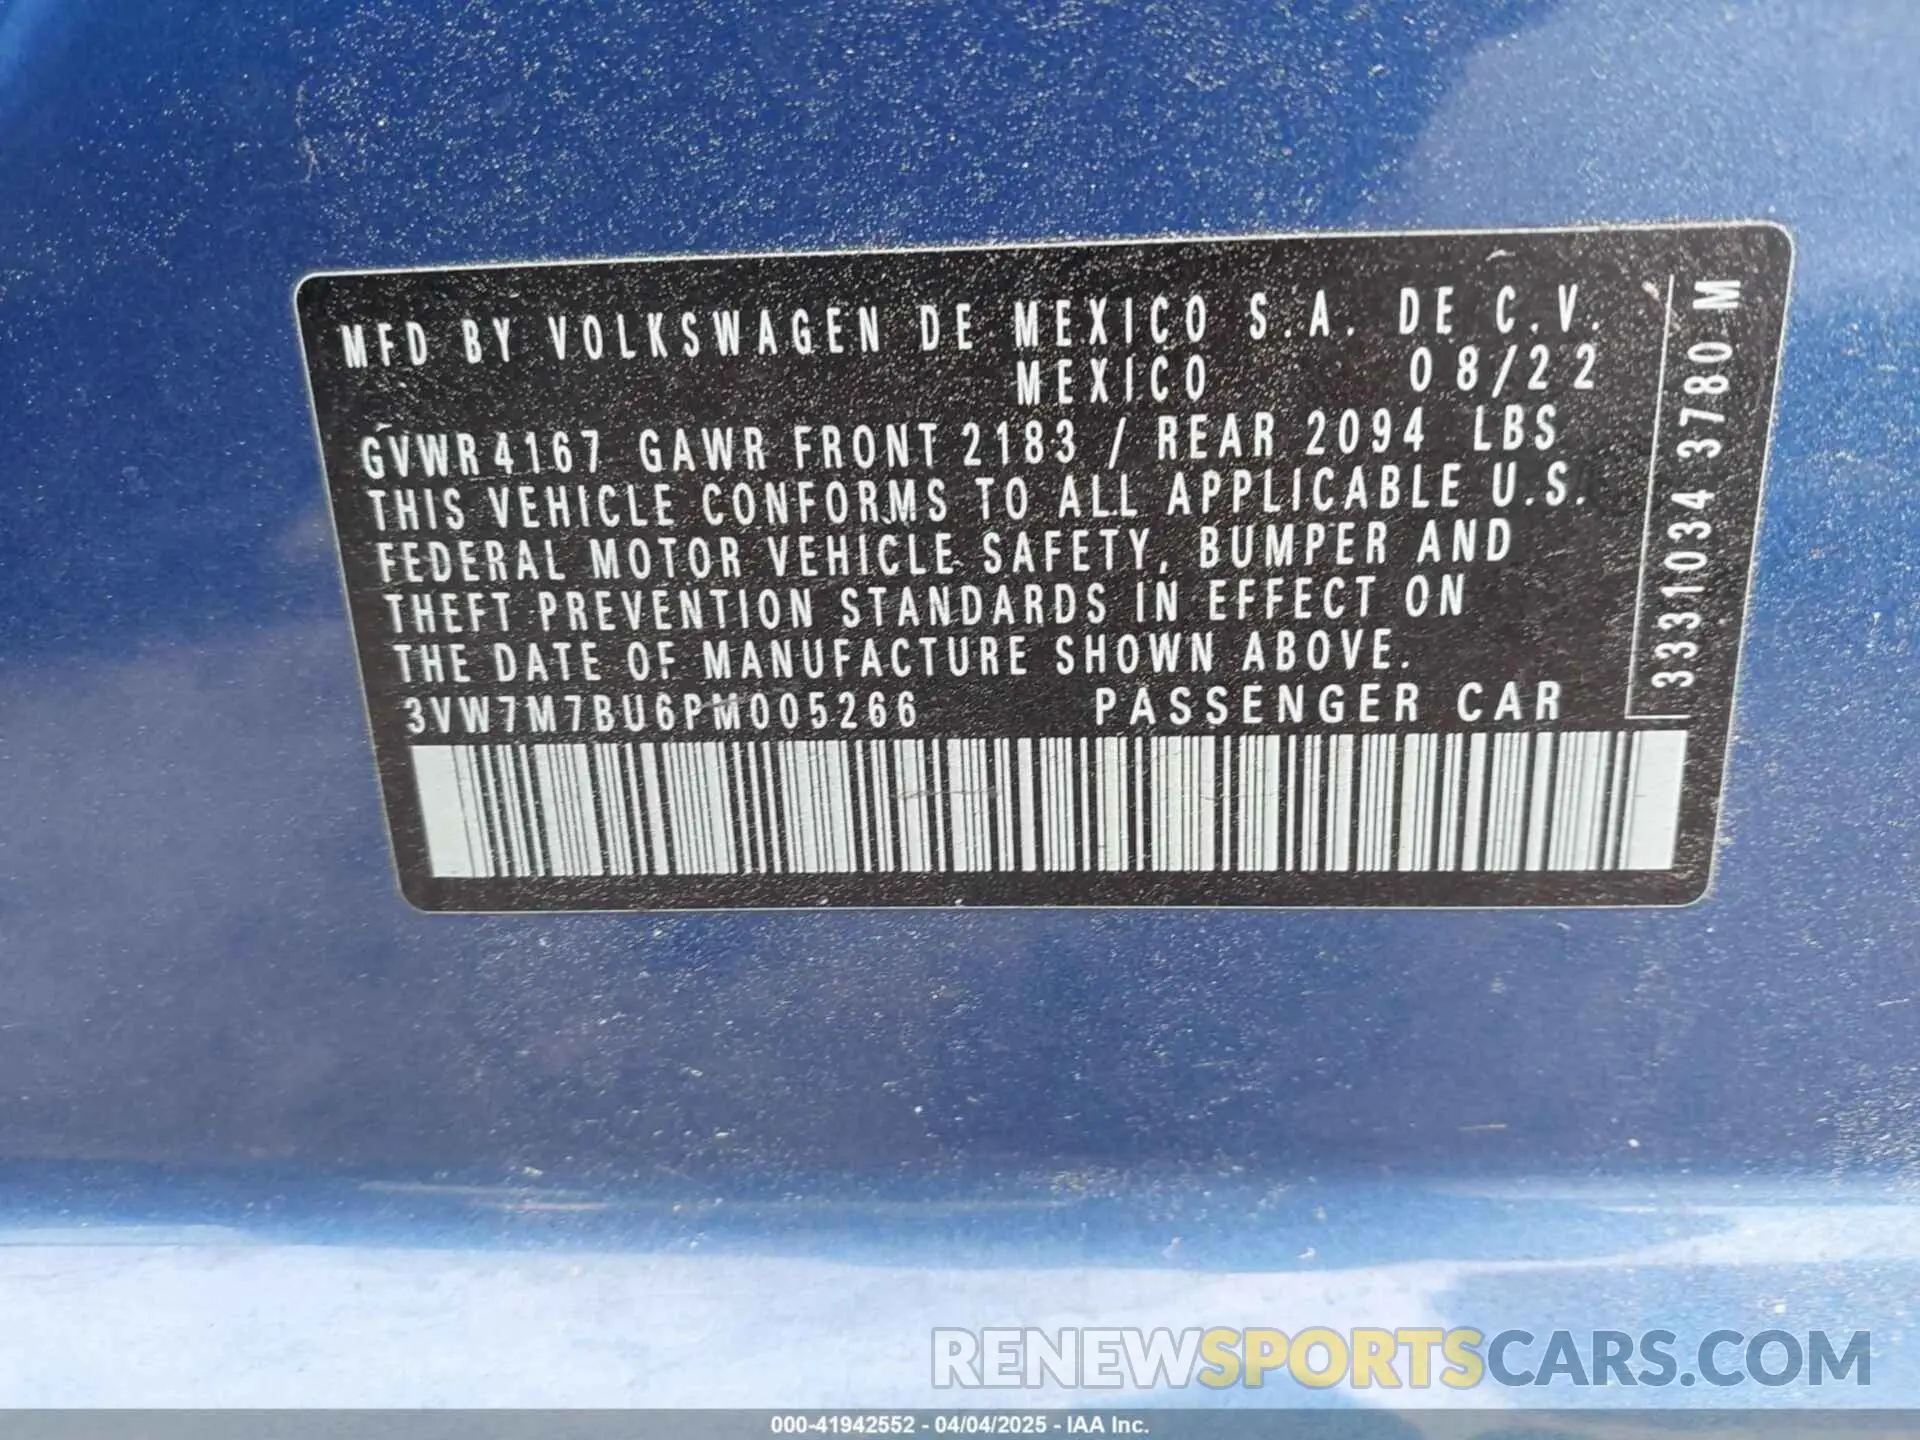 MFD BY VOLKSWAGEN DE MEXICO S.A. DE C.V.
MEXICO 08/22
GVWR 4167 GAWR FRONT 2183 / REAR 2094 LBS
THIS VEHICLE CONFORMS TO ALL APPLICABLE U.S.
FEDERAL MOTOR VEHICLE SAFETY, BUMPER AND
THEFT PREVENTION STANDARDS IN EFFECT ON
THE DATE OF MANUFACTURE SHOWN ABOVE.
3VW7M7BU6PM005266 PASSENGER CAR
3331034 3780 M
RENEWSPORTSCARS.COM
000-41942552 - 04/04/2025 - IAA Inc.